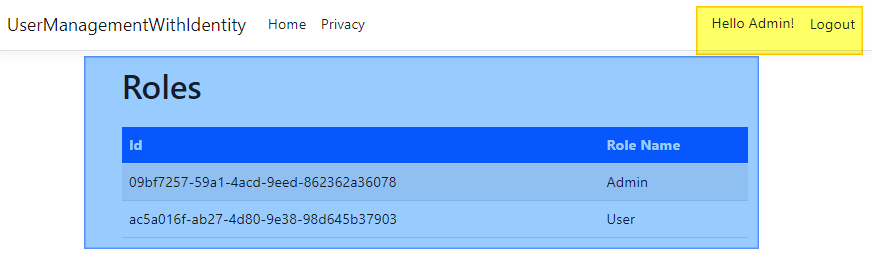 UserManagementWithIdentity Home Privacy Hello Admin! Logout
Roles
Id Role Name
09bf7257-59a1-4acd-9eed-862362a36078 Admin
ac5a016f-ab27-4d80-9e38-98d645b37903 User